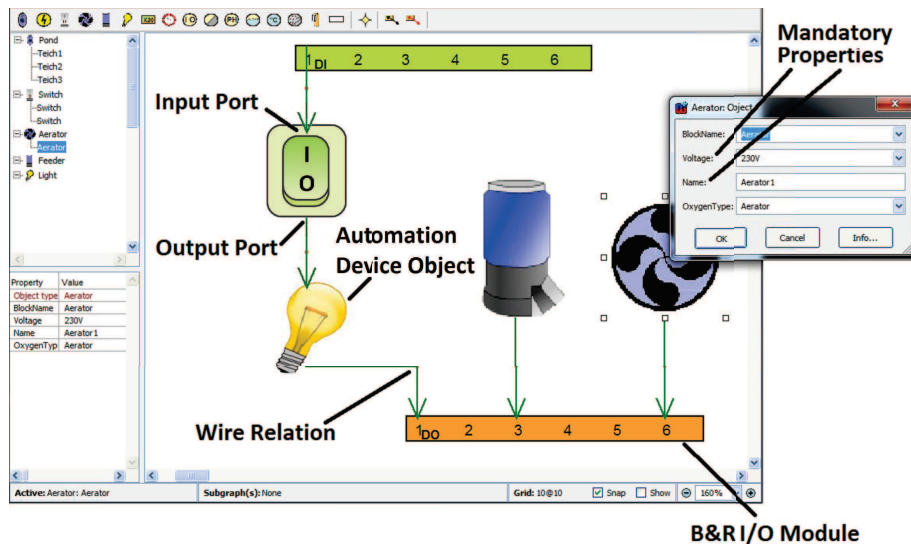 K20 I O PH °C
Pond
Teich1
Teich2
Teich3
Switch
Switch
Switch
Aerator
Aerator
Feeder
Light
Property Value
Object type Aerator
BlockName Aerator
Voltage 230V
Name Aerator1
OxygenTyp Aerator
1 DI 2 3 4 5 6
Input Port
I
O
Output Port
Automation
Device Object
Wire Relation
1 DO 2 3 4 5 6
Mandatory
Properties
Aerator: Object
BlockName: Aerator
Voltage: 230V
Name: Aerator1
OxygenType: Aerator
OK Cancel Info...
Active: Aerator: Aerator Subgraph(s): None Grid: 10@10 Snap Show 160%
B&R I/O Module